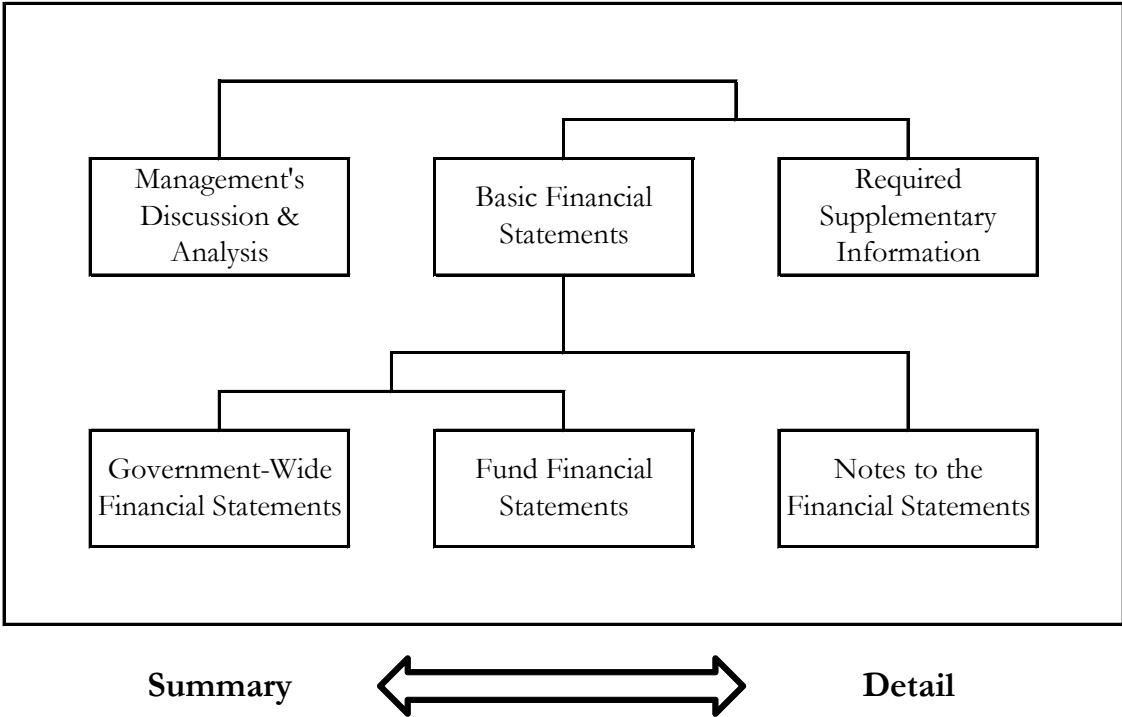 Management's
Discussion &
Analysis
Basic Financial
Statements
Required
Supplementary
Information
Government-Wide
Financial Statements
Fund Financial
Statements
Notes to the
Financial Statements
Summary
Detail